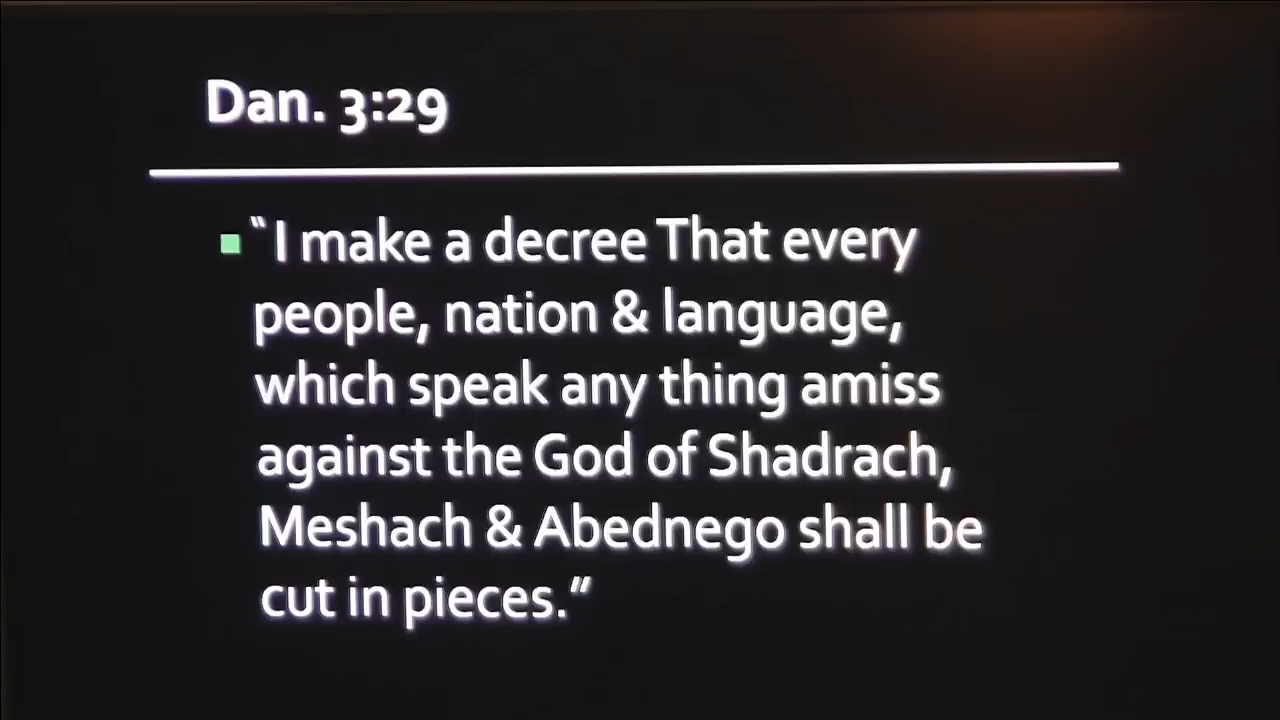 Dan. 3:29
“I make a decree That every
people, nation & language,
which speak any thing amiss
against the God of Shadrach,
Meshach & Abednego shall be
cut in pieces.”